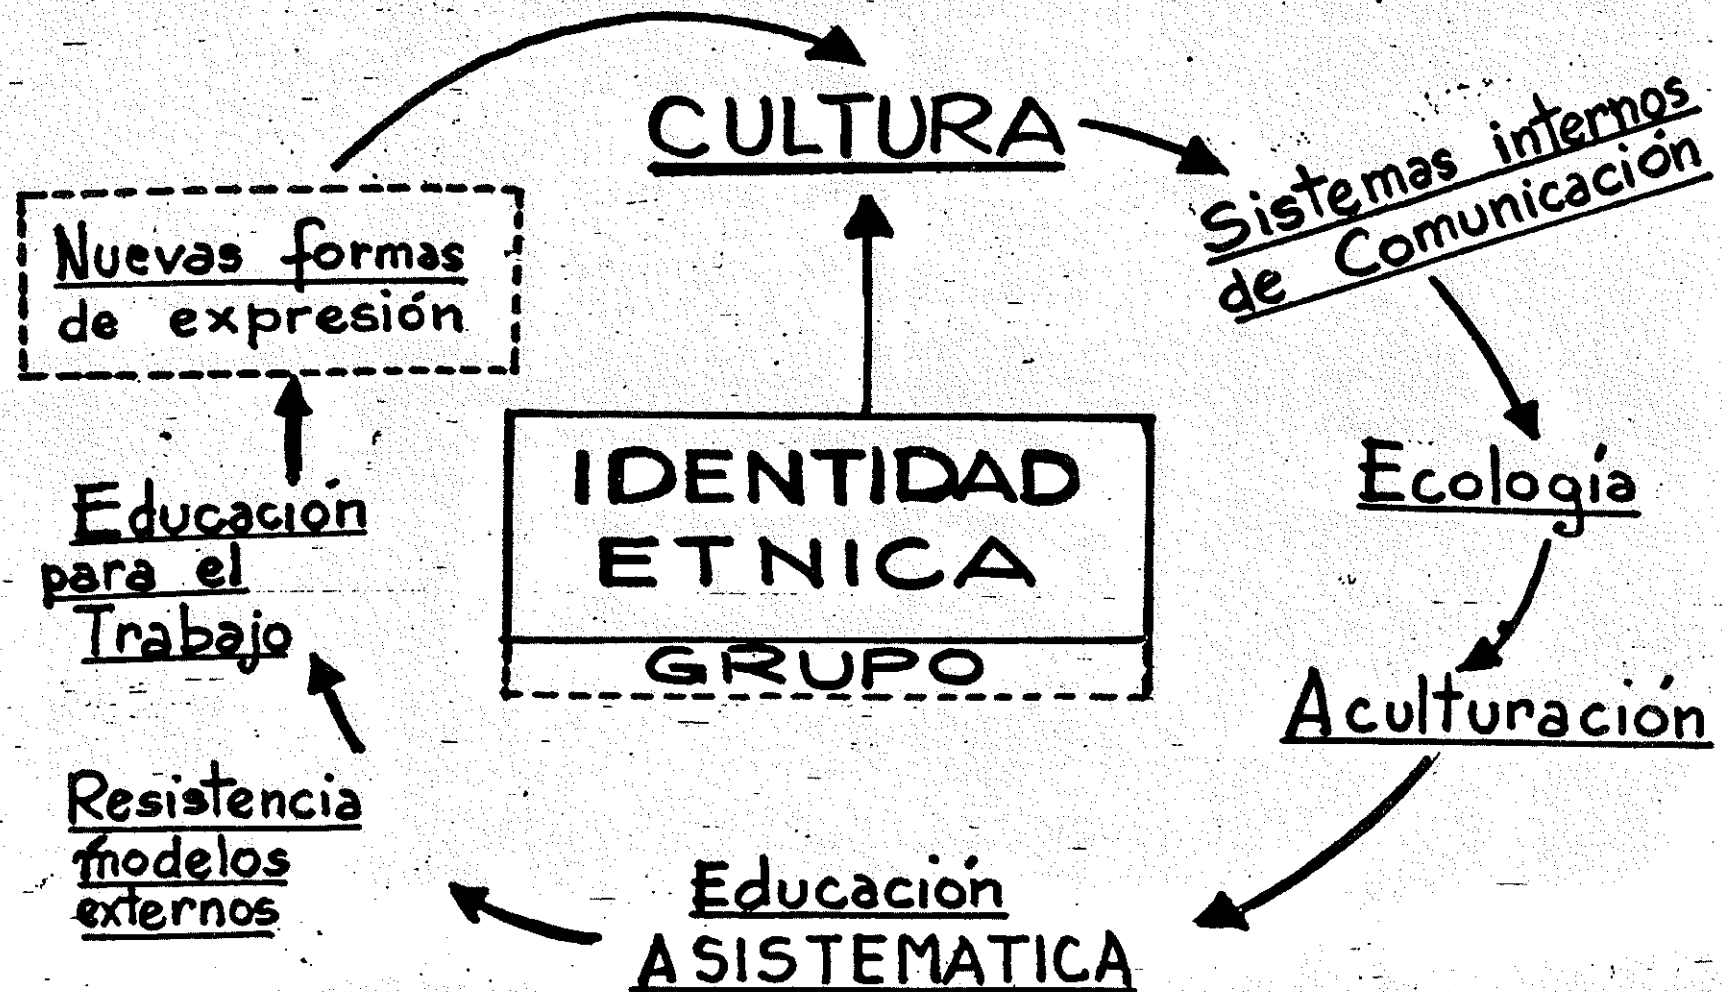 CULTURA
Sistemas internos
de Comunicación
Nuevas formas
de expresión
IDENTIDAD
ETNICA
GRUPO
Ecología
Educación
para el
Trabajo
Aculturación
Resistencia
modelos
externos
Educación
ASISTEMATICA